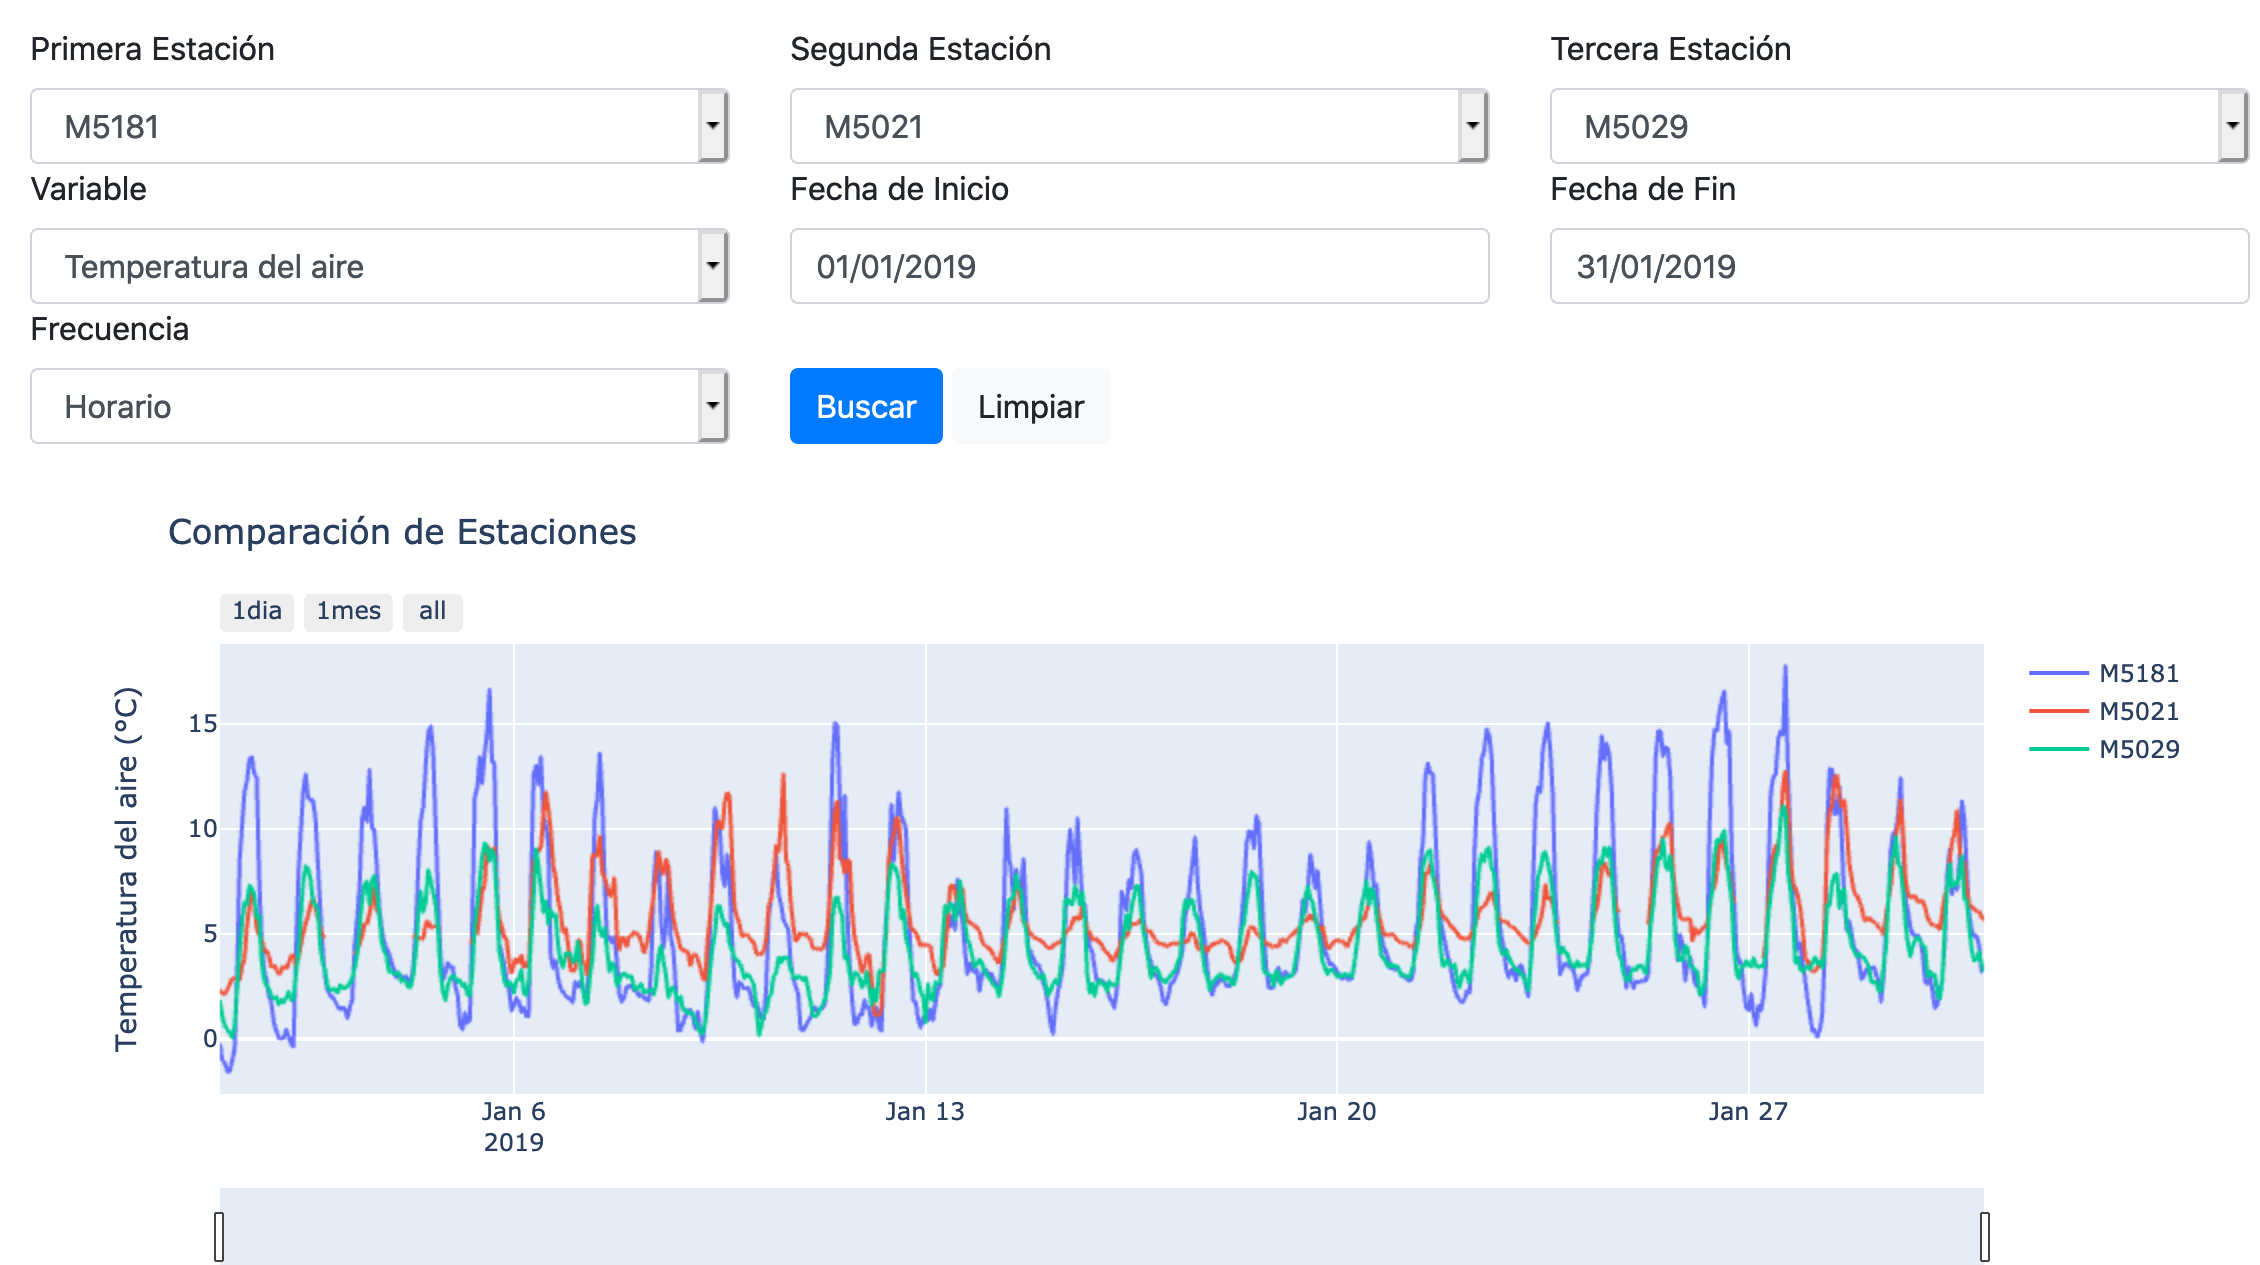 Primera Estación
Segunda Estación
Tercera Estación
M5181
M5021
M5029
Variable
Fecha de Inicio
Fecha de Fin
Temperatura del aire
01/01/2019
31/01/2019
Frecuencia
Horario
Buscar
Limpiar
Comparación de Estaciones
1dia
1mes
all
Temperatura del aire (°C)
15
10
5
0
Jan 6
2019
Jan 13
Jan 20
Jan 27
M5181
M5021
M5029